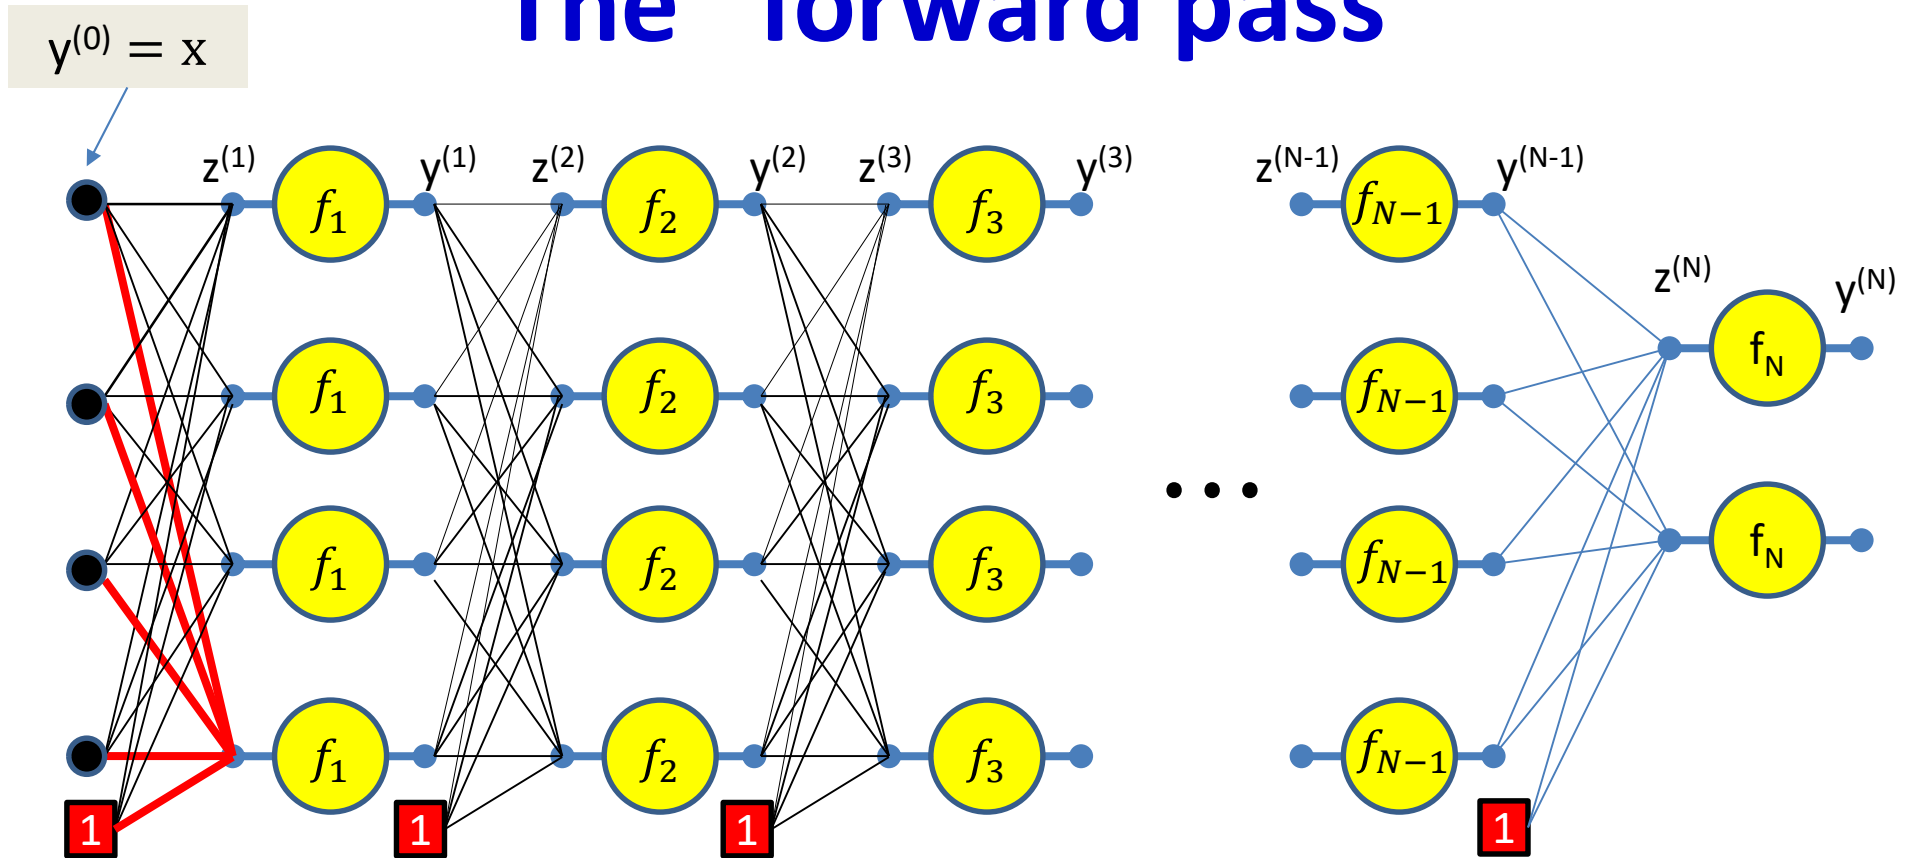 The "forward pass"
y(0) = x
z(1) y(1) z(2) y(2) z(3) y(3) z(N-1) y(N-1)
f1 f2 f3 fN−1
z(N) y(N)
fN
f1 f2 f3 fN−1
...
f1 f2 f3 fN−1
fN
f1 f2 f3 fN−1
1 1 1 1